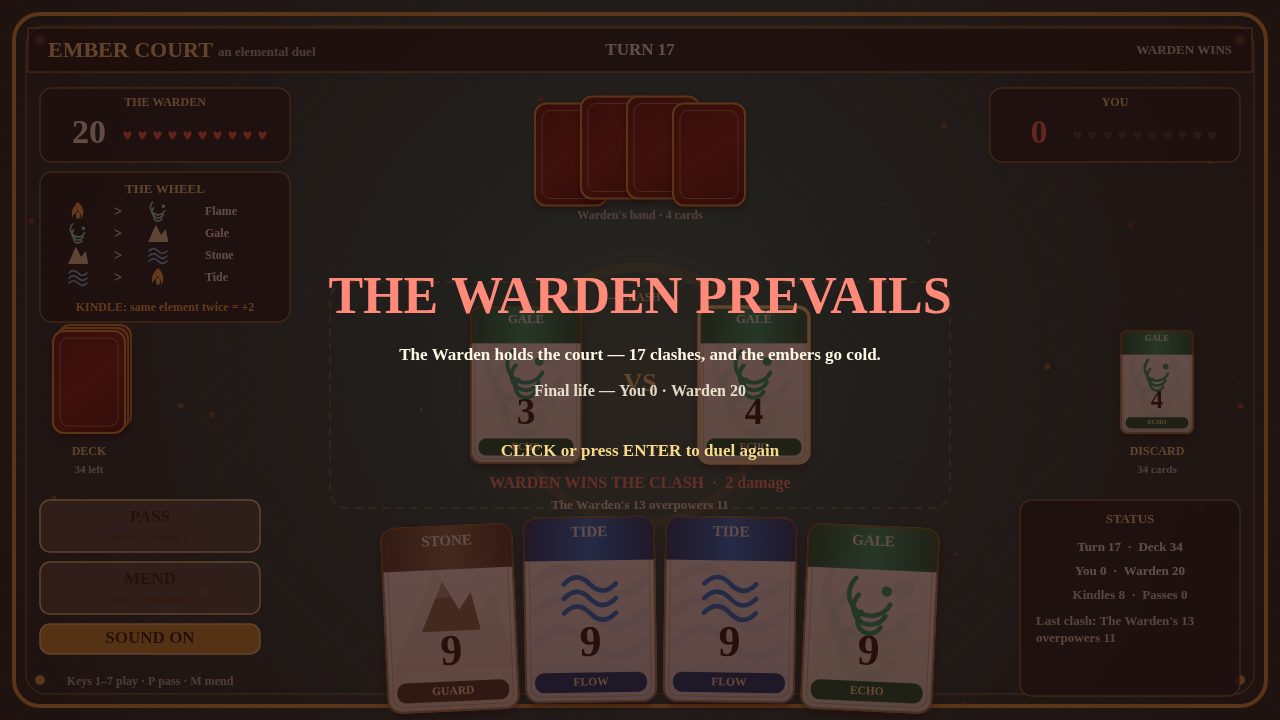 EMBER COURT an elemental duel
TURN 17
WARDEN WINS
THE WARDEN
20
YOU
0
THE WHEEL
> Flame
> Gale
> Stone
> Tide
KINDLE: same element twice = +2
Warden's hand · 4 cards
THE WARDEN PREVAILS
GALE
GALE
The Warden holds the court — 17 clashes, and the embers go cold.
VS
Final life — You 0 · Warden 20
3
4
CLICK or press ENTER to duel again
WARDEN WINS THE CLASH · 2 damage
The Warden's 13 overpowers 11
DECK
34 left
GALE
4
ECHO
DISCARD
34 cards
PASS
MEND
SOUND ON
Keys 1–7 play · P pass · M mend
STONE
9
GUARD
TIDE
9
FLOW
TIDE
9
FLOW
GALE
9
ECHO
STATUS
Turn 17 · Deck 34
You 0 · Warden 20
Kindles 8 · Passes 0
Last clash: The Warden's 13
overpowers 11